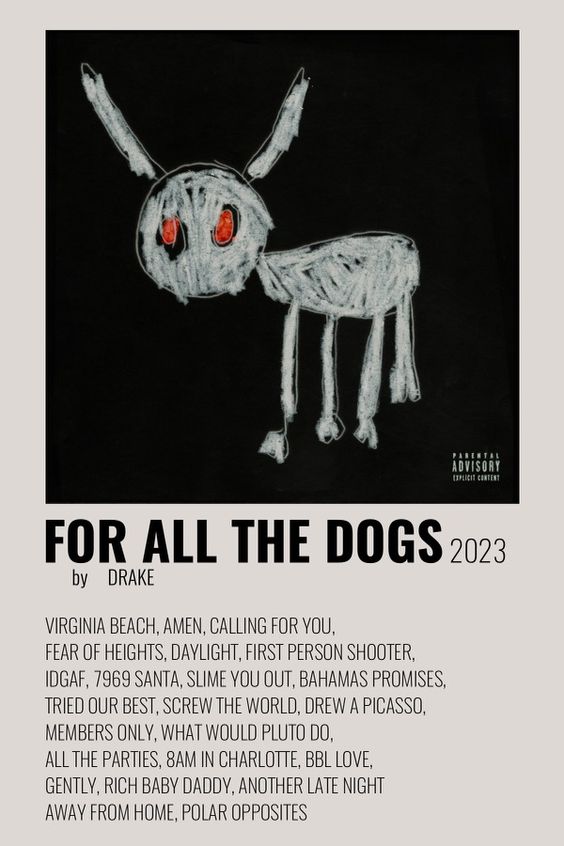 PARENTAL
ADVISORY
EXPLICIT CONTENT
FOR ALL THE DOGS 2023
by DRAKE
VIRGINIA BEACH, AMEN, CALLING FOR YOU,
FEAR OF HEIGHTS, DAYLIGHT, FIRST PERSON SHOOTER,
IDGAF, 7969 SANTA, SLIME YOU OUT, BAHAMAS PROMISES,
TRIED OUR BEST, SCREW THE WORLD, DREW A PICASSO,
MEMBERS ONLY, WHAT WOULD PLUTO DO,
ALL THE PARTIES, 8AM IN CHARLOTTE, BBL LOVE,
GENTLY, RICH BABY DADDY, ANOTHER LATE NIGHT
AWAY FROM HOME, POLAR OPPOSITES